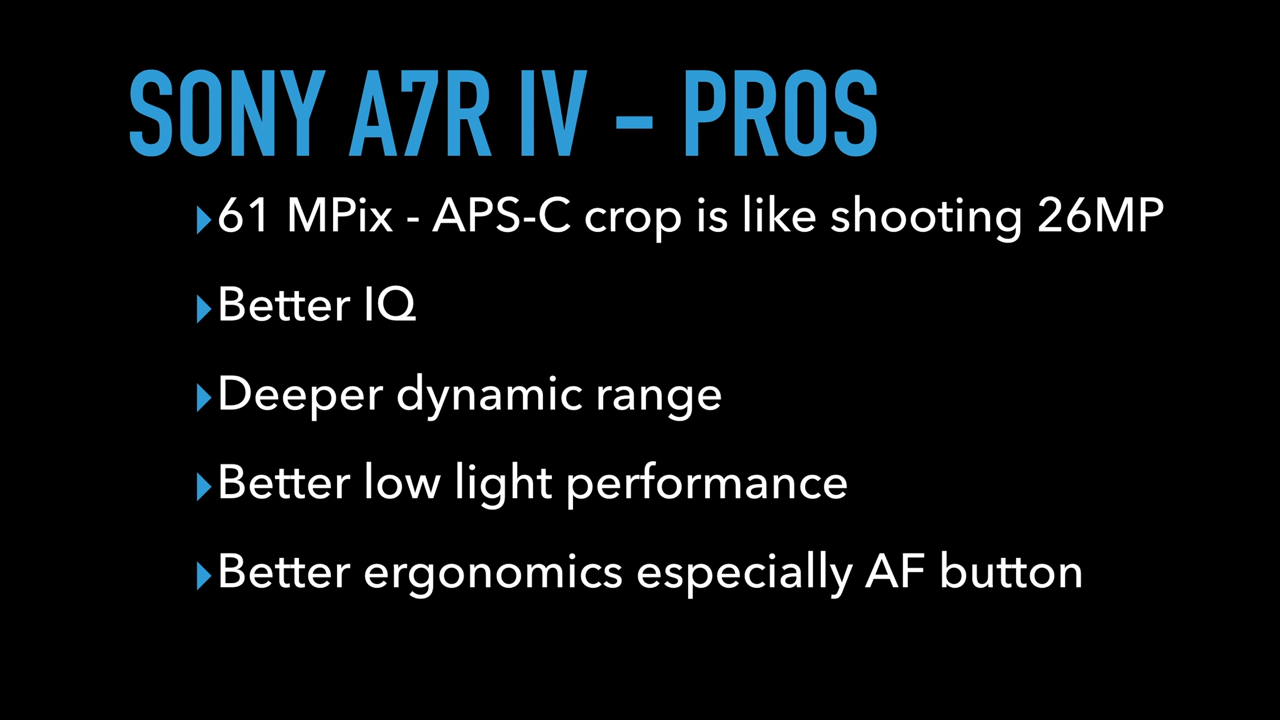 SONY A7R IV - PROS
▸61 MPix - APS-C crop is like shooting 26MP
▸Better IQ
▸Deeper dynamic range
▸Better low light performance
▸Better ergonomics especially AF button